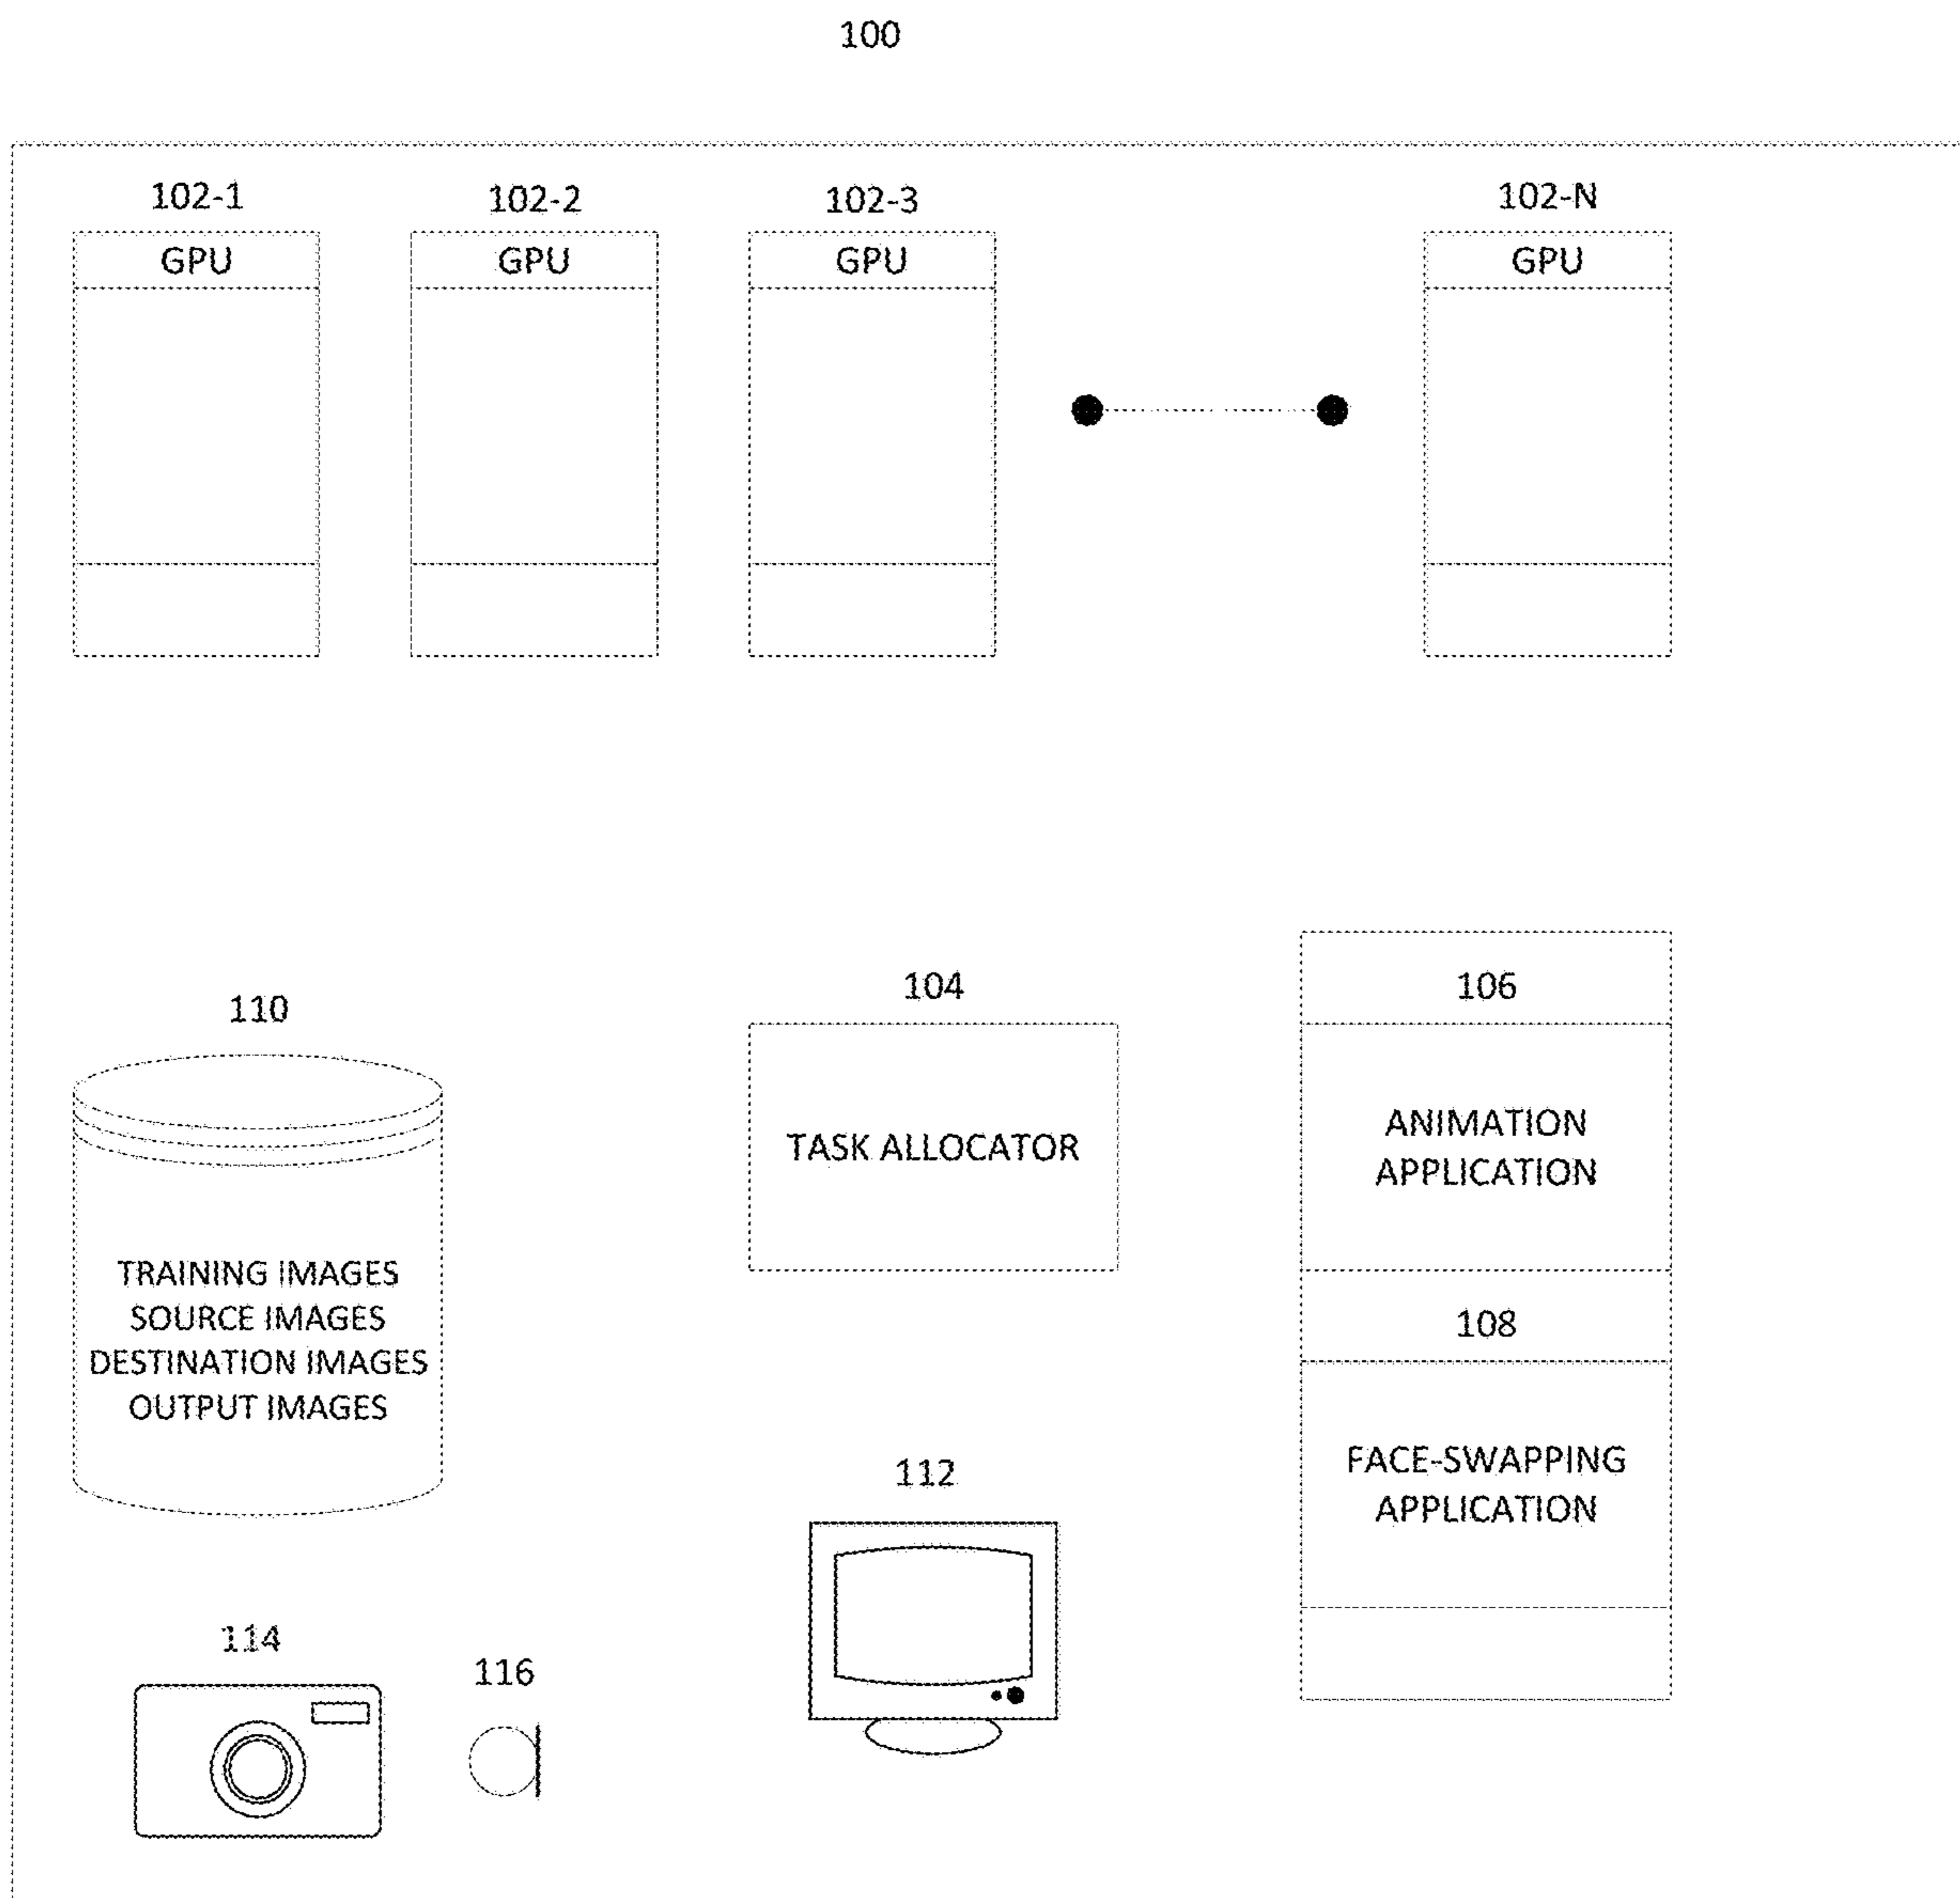 100
102-1
102-2
102-3
102-N
GPU
GPU
GPU
GPU
110
TRAINING IMAGES
SOURCE IMAGES
DESTINATION IMAGES
OUTPUT IMAGES
104
TASK ALLOCATOR
106
ANIMATION
APPLICATION
108
FACE-SWAPPING
APPLICATION
112
114
116